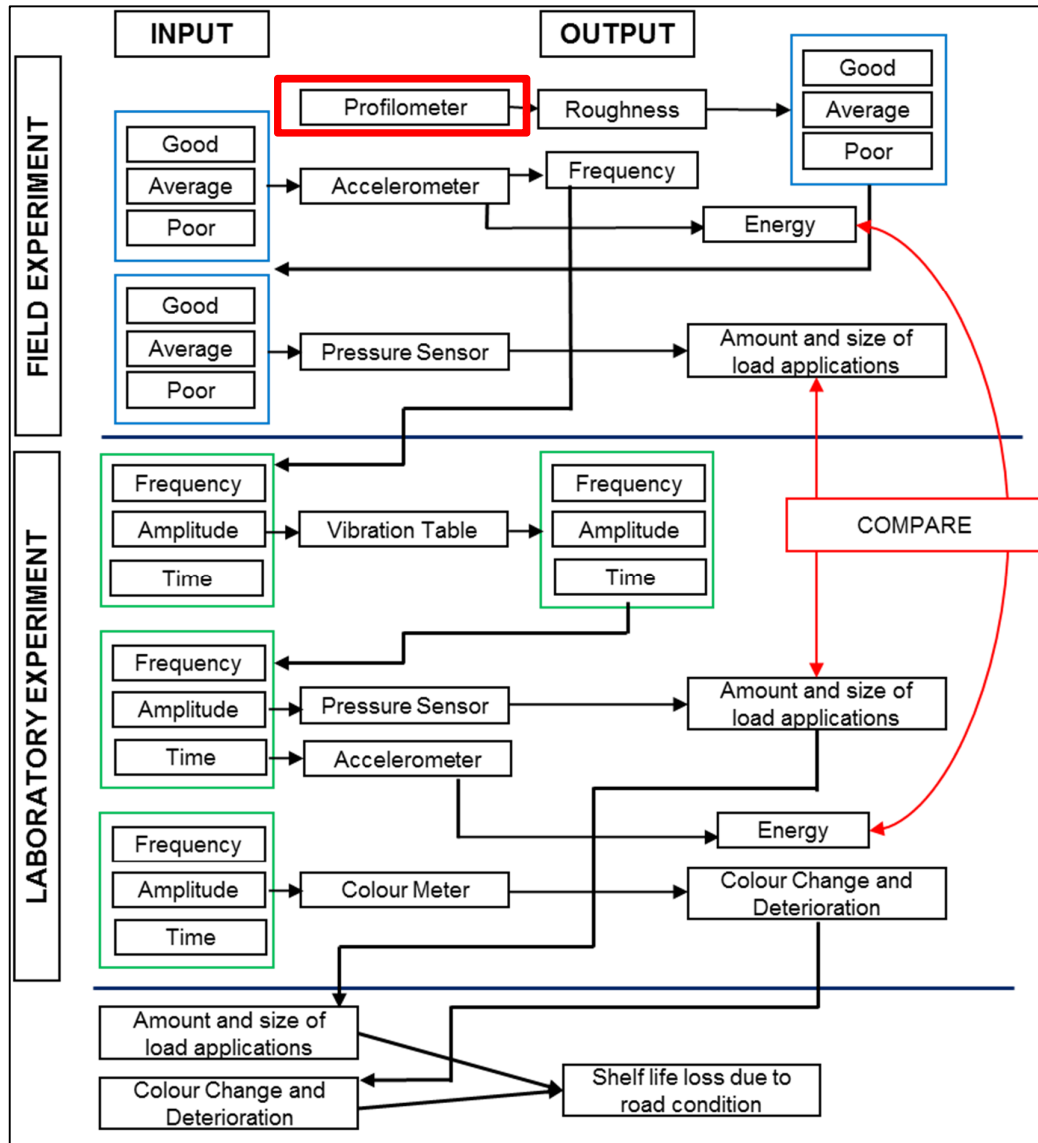 INPUT
OUTPUT
FIELD EXPERIMENT
Profilometer
Roughness
Good
Average
Poor
Good
Average
Poor
Accelerometer
Frequency
Energy
Good
Average
Poor
Pressure Sensor
Amount and size of
load applications
LABORATORY EXPERIMENT
Frequency
Amplitude
Time
Vibration Table
Frequency
Amplitude
Time
COMPARE
Frequency
Amplitude
Time
Pressure Sensor
Amount and size of
load applications
Accelerometer
Energy
Frequency
Amplitude
Time
Colour Meter
Colour Change and
Deterioration
Amount and size of
load applications
Colour Change and
Deterioration
Shelf life loss due to
road condition